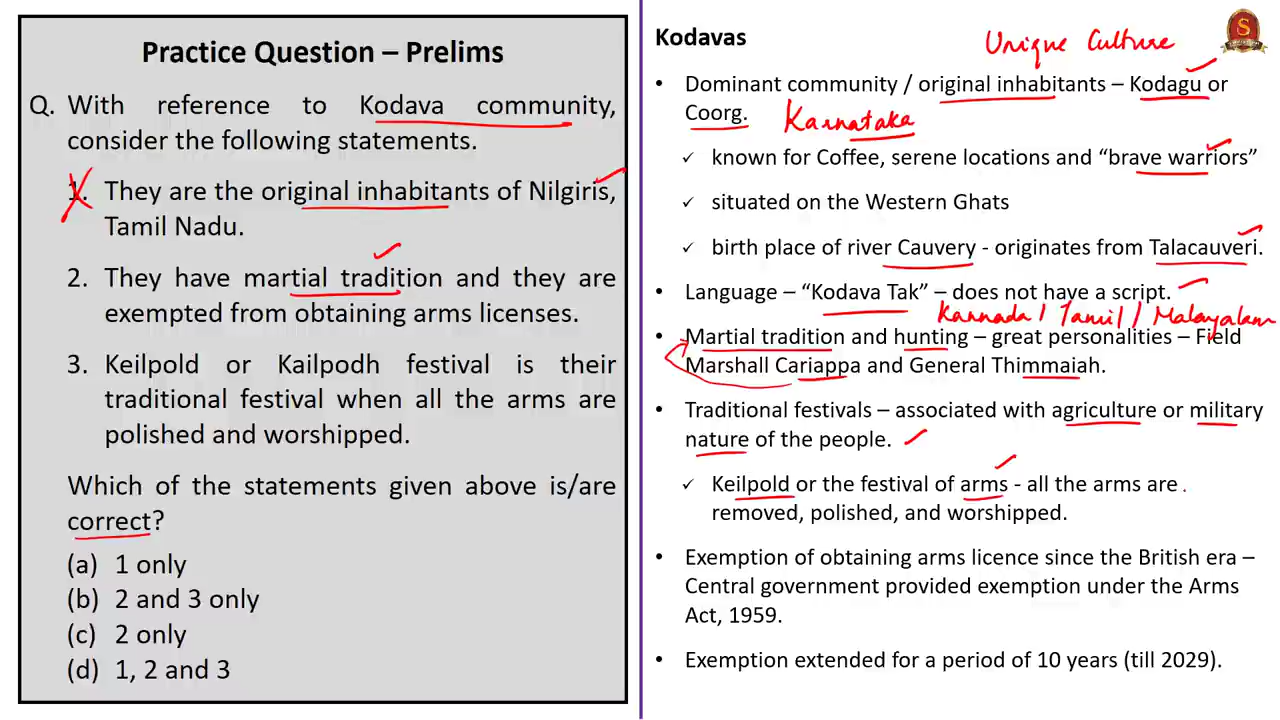 Practice Question – Prelims
Q. With reference to Kodava community,
consider the following statements.
1. They are the original inhabitants of Nilgiris,
Tamil Nadu.
2. They have martial tradition and they are
exempted from obtaining arms licenses.
3. Keilpold or Kailpodh festival is their
traditional festival when all the arms are
polished and worshipped.
Which of the statements given above is/are
correct?
(a) 1 only
(b) 2 and 3 only
(c) 2 only
(d) 1, 2 and 3
Kodavas
Unique Culture
S
• Dominant community / original inhabitants – Kodagu or
Coorg.
Karnataka
✓ known for Coffee, serene locations and “brave warriors”
✓ situated on the Western Ghats
✓ birth place of river Cauvery - originates from Talacauveri.
• Language – “Kodava Tak” – does not have a script.
Kannada / Tamil / Malayalam
• Martial tradition and hunting – great personalities – Field
Marshall Cariappa and General Thimmaiah.
• Traditional festivals – associated with agriculture or military
nature of the people.
✓ Keilpold or the festival of arms - all the arms are
removed, polished, and worshipped.
• Exemption of obtaining arms licence since the British era –
Central government provided exemption under the Arms
Act, 1959.
• Exemption extended for a period of 10 years (till 2029).